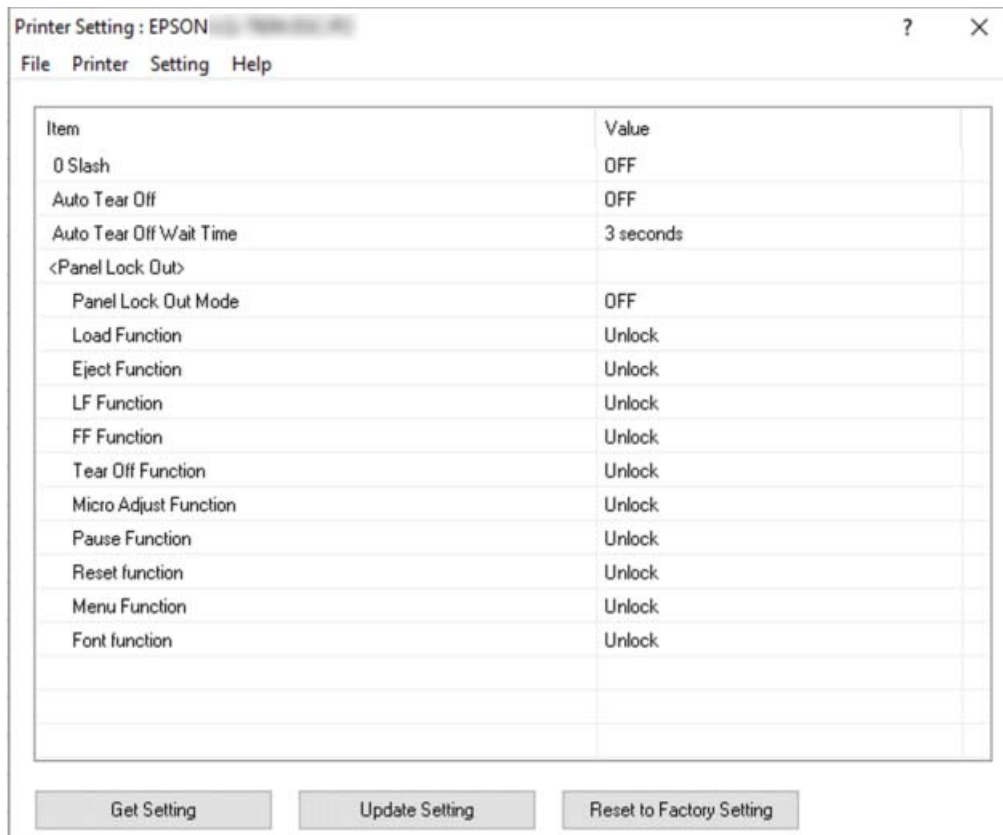 Printer Setting : EPSON
?
File Printer Setting Help
Item Value
0 Slash OFF
Auto Tear Off OFF
Auto Tear Off Wait Time 3 seconds
<Panel Lock Out>
Panel Lock Out Mode OFF
Load Function Unlock
Eject Function Unlock
LF Function Unlock
FF Function Unlock
Tear Off Function Unlock
Micro Adjust Function Unlock
Pause Function Unlock
Reset function Unlock
Menu Function Unlock
Font function Unlock
Get Setting Update Setting Reset to Factory Setting